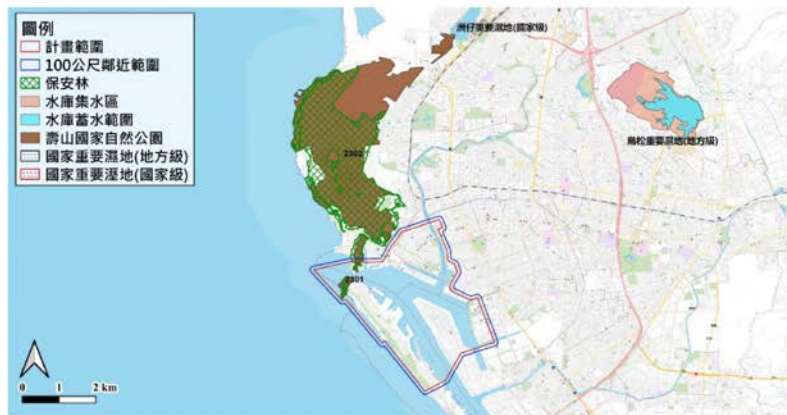 圖例
計畫範圍
100公尺鄰近範圍
保安林
水庫集水區
水庫蓄水範圍
壽山國家自然公園
國家重要濕地(地方級)
國家重要溼地(國家級)
洲仔重要濕地(國家級)
鳥松重要濕地(地方級)
2302
2301
0 1 2 km